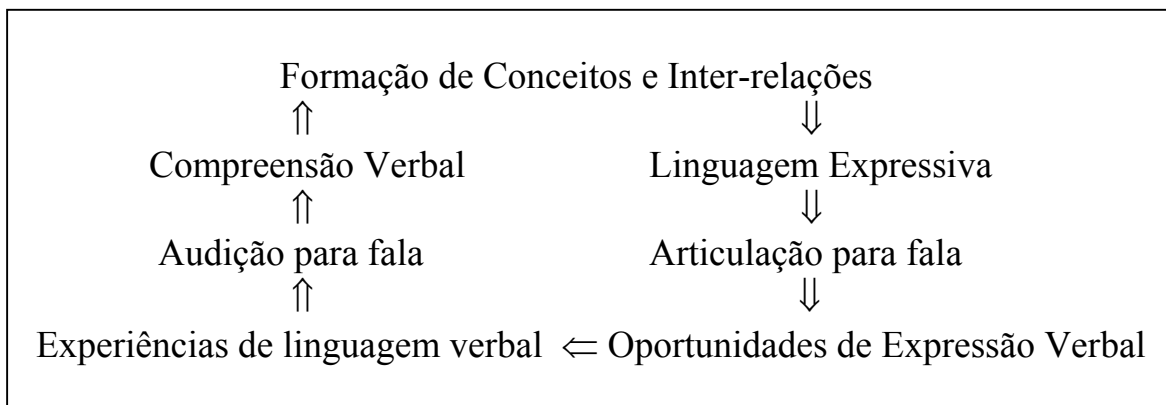 Formação de Conceitos e Inter-relações
⇑ ⇓
Compreensão Verbal Linguagem Expressiva
⇑ ⇓
Audição para fala Articulação para fala
⇑ ⇓
Experiências de linguagem verbal ⇐ Oportunidades de Expressão Verbal